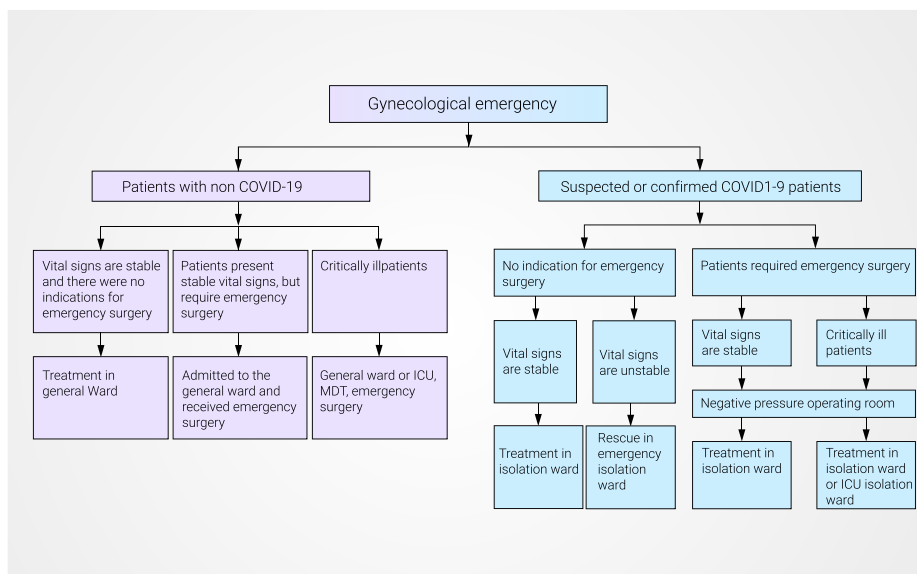 Gynecological emergency
Patients with non COVID-19
Suspected or confirmed COVID1-9 patients
Vital signs are stable
and there were no
indications for
emergency surgery
Patients present
stable vital signs, but
require emergency
surgery
Critically illpatients
No indication for emergency
surgery
Patients required emergency surgery
Vital signs
are stable
Vital signs
are unstable
Vital signs
are stable
Critically ill
patients
Treatment in
general Ward
Admitted to the
general ward and
received emergency
surgery
General ward or ICU,
MDT, emergency
surgery
Negative pressure operating room
Treatment in
isolation ward
Rescue in
emergency
isolation
ward
Treatment in
isolation ward
Treatment in
isolation ward
or ICU isolation
ward